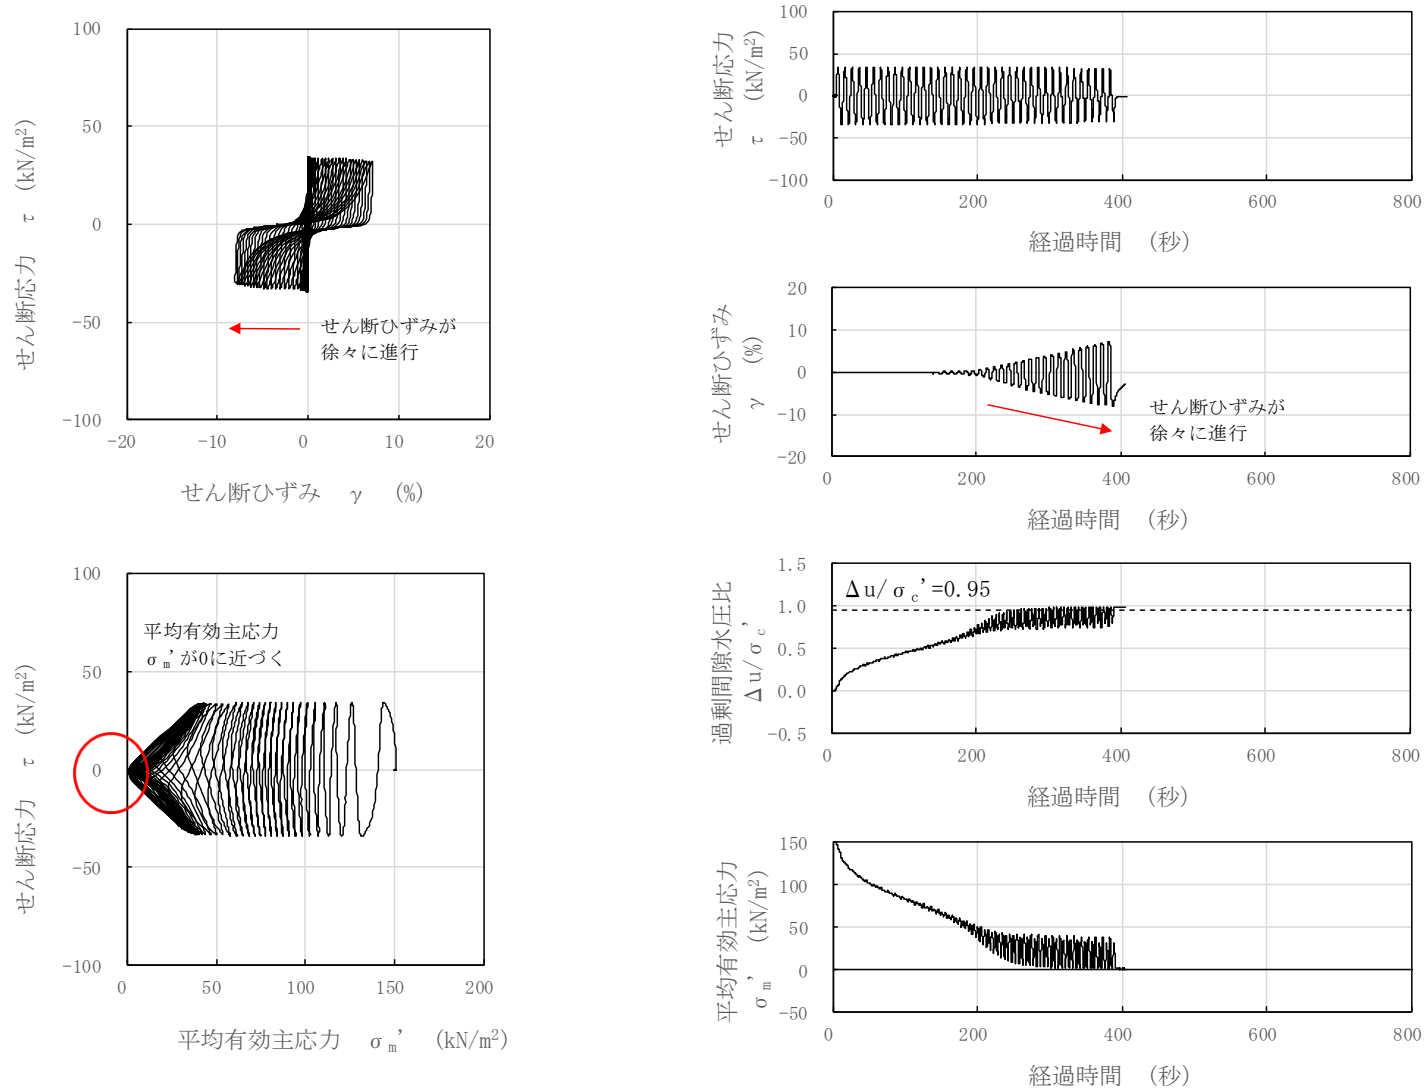 100
50
0
-50
-100
せん断応力 τ (kN/m²)
せん断ひずみが
徐々に進行
-20
-10
0
10
20
せん断ひずみ γ (%)
100
50
0
-50
-100
せん断応力
τ (kN/m²)
0
200
400
600
800
経過時間 (秒)
20
10
0
-10
-20
せん断ひずみ
γ (%)
せん断ひずみが
徐々に進行
0
200
400
600
800
経過時間 (秒)
100
50
0
-50
-100
せん断応力 τ (kN/m²)
平均有効主応力
σm'が0に近づく
0
50
100
150
200
平均有効主応力 σm' (kN/m²)
1.5
1.0
0.5
0.0
-0.5
過剰間隙水圧比
Δu/σc'
Δu/σc'=0.95
0
200
400
600
800
経過時間 (秒)
150
100
50
0
-50
平均有効主応力
σm' (kN/m²)
0
200
400
600
800
経過時間 (秒)